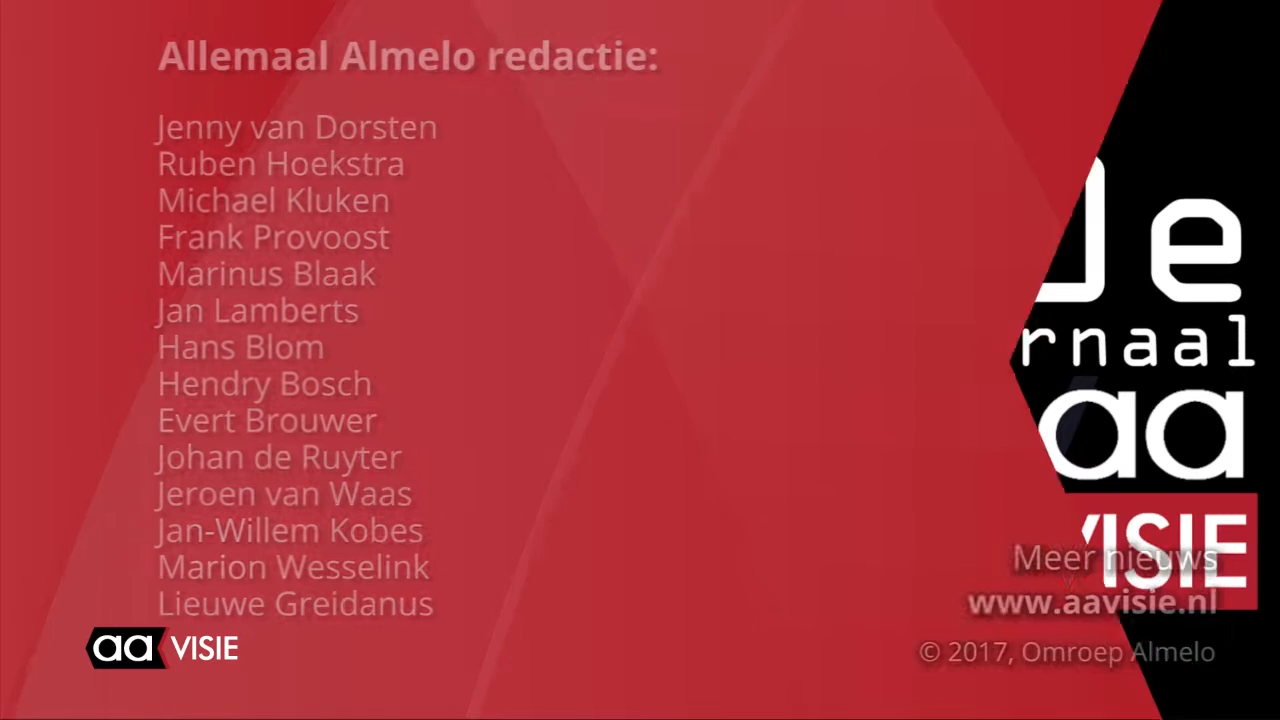 Allemaal Almelo redactie:
Jenny van Dorsten
Ruben Hoekstra
Michael Kluken
Frank Provoost
Marinus Blaak
Jan Lamberts
Hans Blom
Hendry Bosch
Evert Brouwer
Johan de Ruyter
Jeroen van Waas
Jan-Willem Kobes
Marion Wesselink
Lieuwe Greidanus
aa VISIE
rnaal
aa
VISIE
Meer nieuws
www.aavisie.nl
© 2017, Omroep Almelo